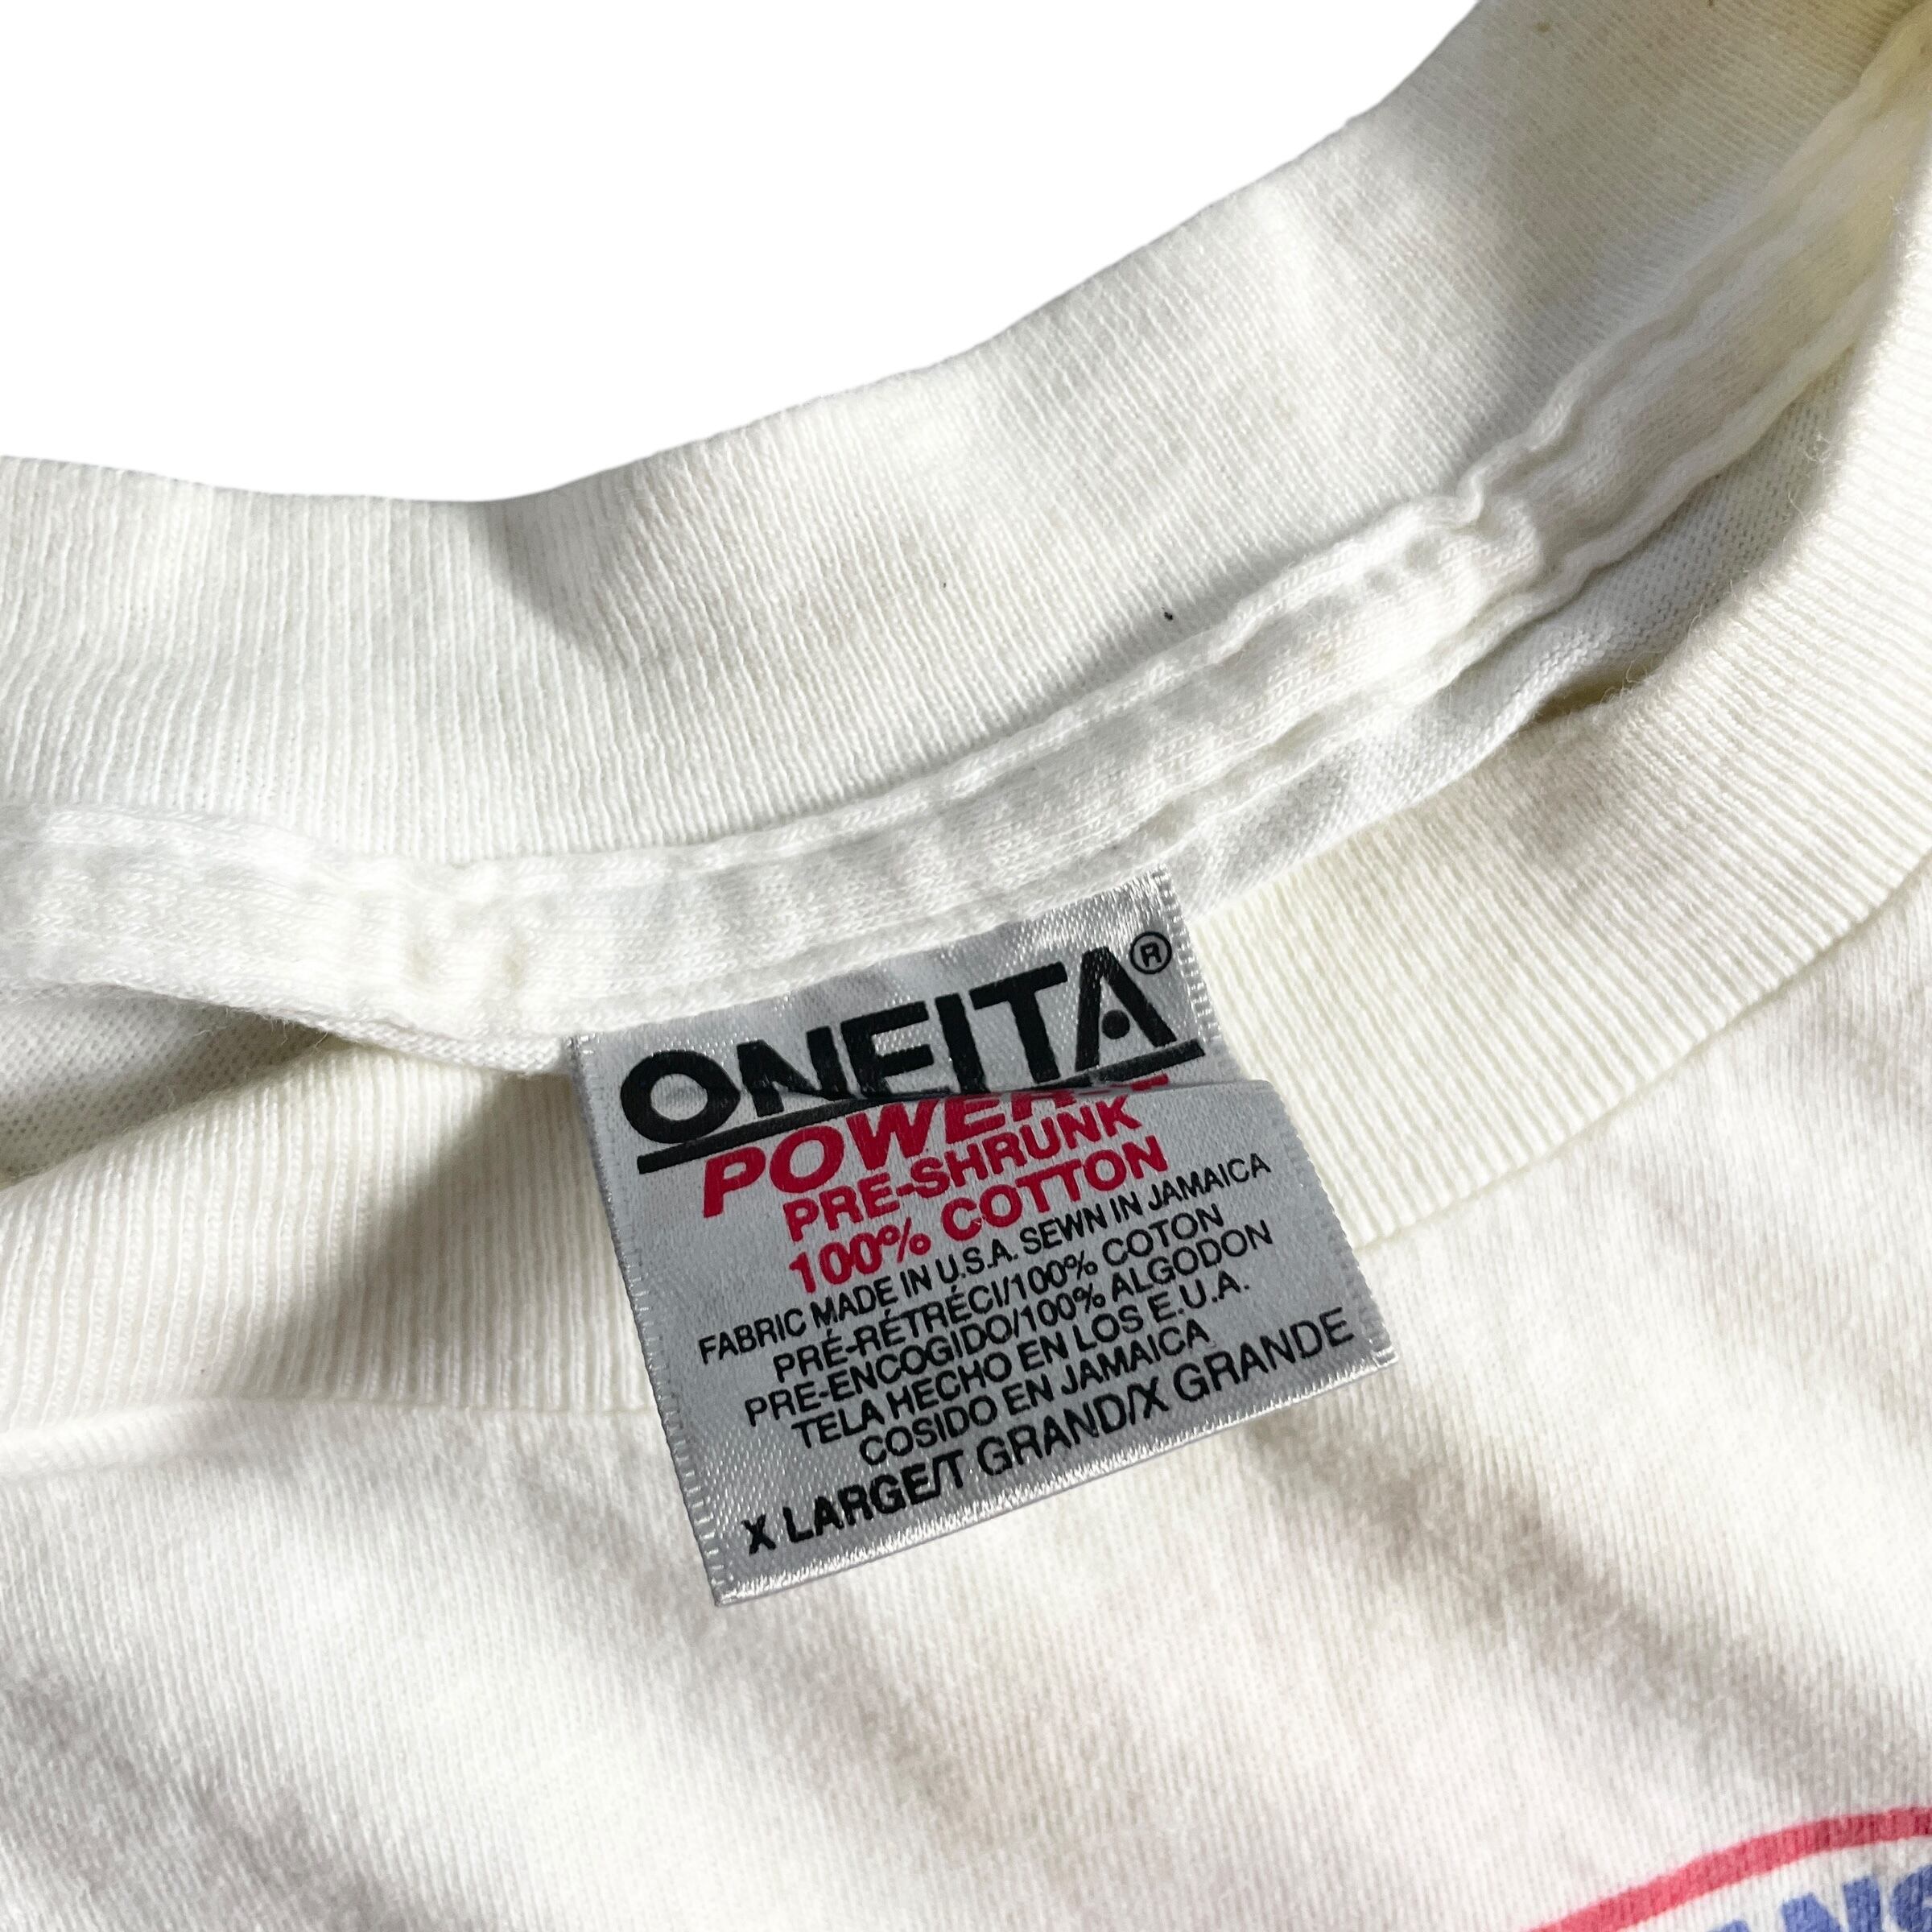 ONEITA®
PRE-SHRUNK
100% COTTON
FABRIC MADE IN U.S.A. SEWN IN JAMAICA
PRÉ-RÉTRÉCI/100% COTON
PRE-ENCOGIDO/100% ALGODON
TELA HECHO EN LOS E.U.A.
COSIDO EN JAMAICA
X LARGE/T GRAND/X GRANDE